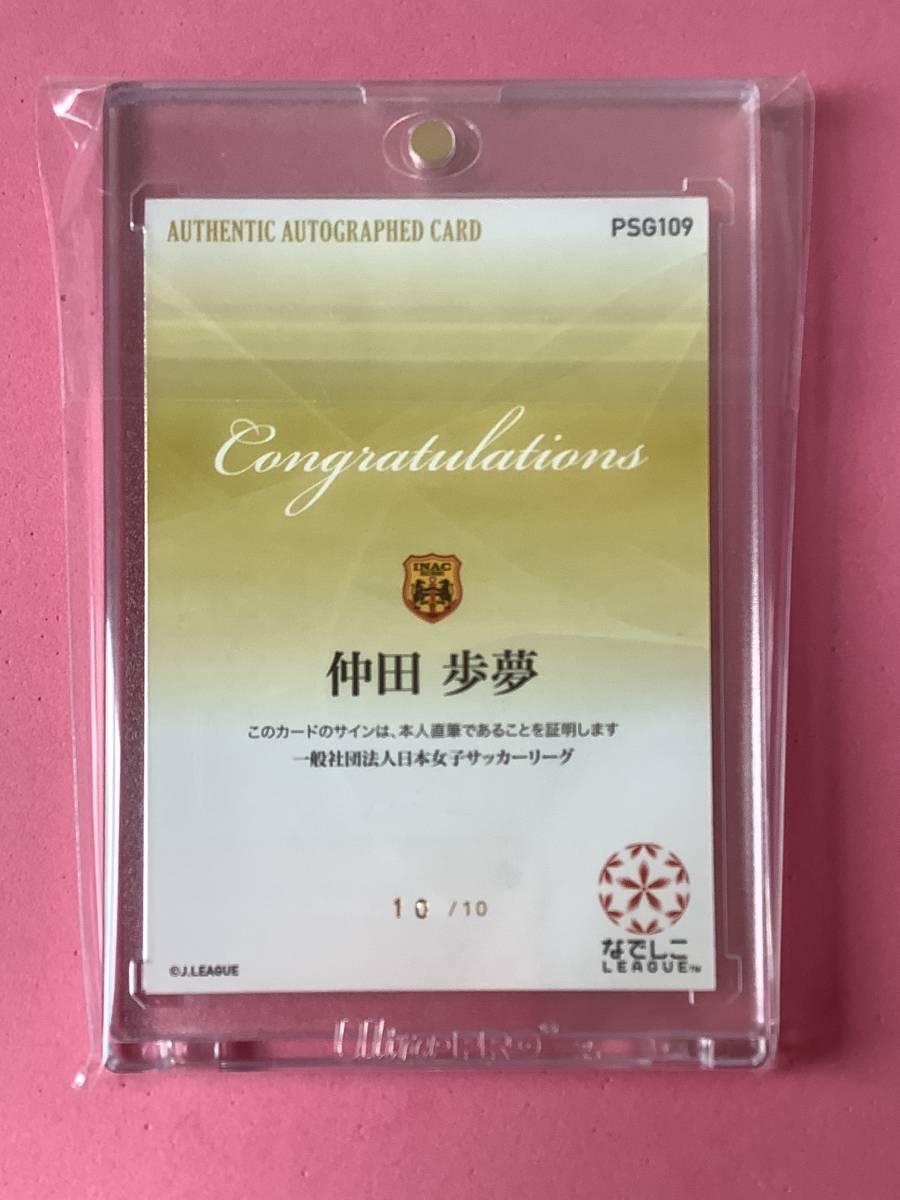 AUTHENTIC AUTOGRAPHED CARD
PSG109
Congratulations
INAC
仲田 歩夢
このカードのサインは、本人直筆であることを証明します
一般社団法人日本女子サッカーリーグ
10 /10
なでしこ
LEAGUE™
©J.LEAGUE
UltraPRO®